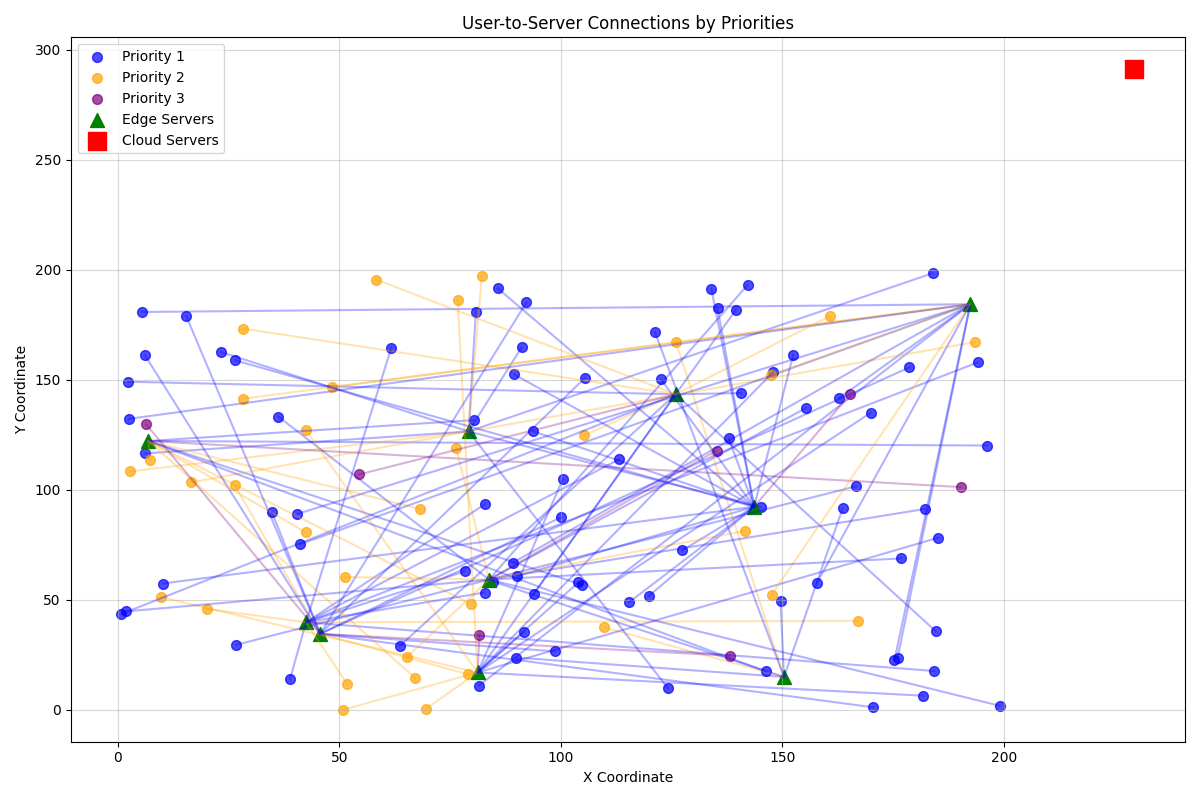 User-to-Server Connections by Priorities
Priority 1
Priority 2
Priority 3
Edge Servers
Cloud Servers
Y Coordinate
300
250
200
150
100
50
0
0 50 100 150 200
X Coordinate